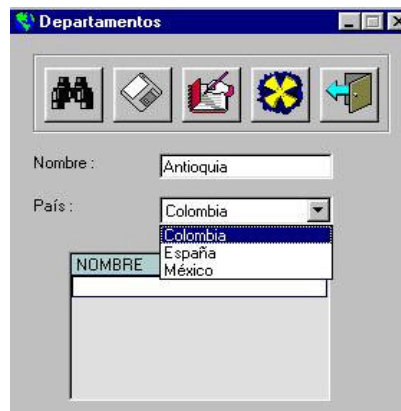 Departamentos
Nombre : Antioquia
País : Colombia
Colombia
España
México
NOMBRE